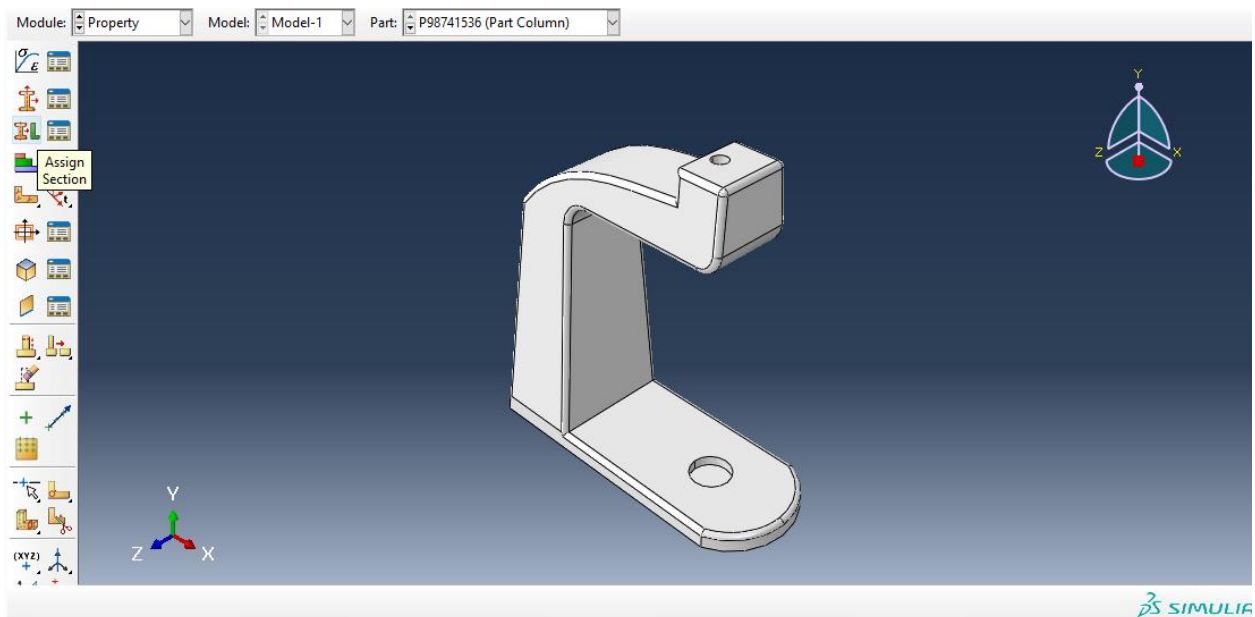 Module: Property Model: Model-1 Part: P98741536 (Part Column)
σ
ε
Assign
Section
t
(XYZ)
Y
Z X
Y
Z X
SIMULIA